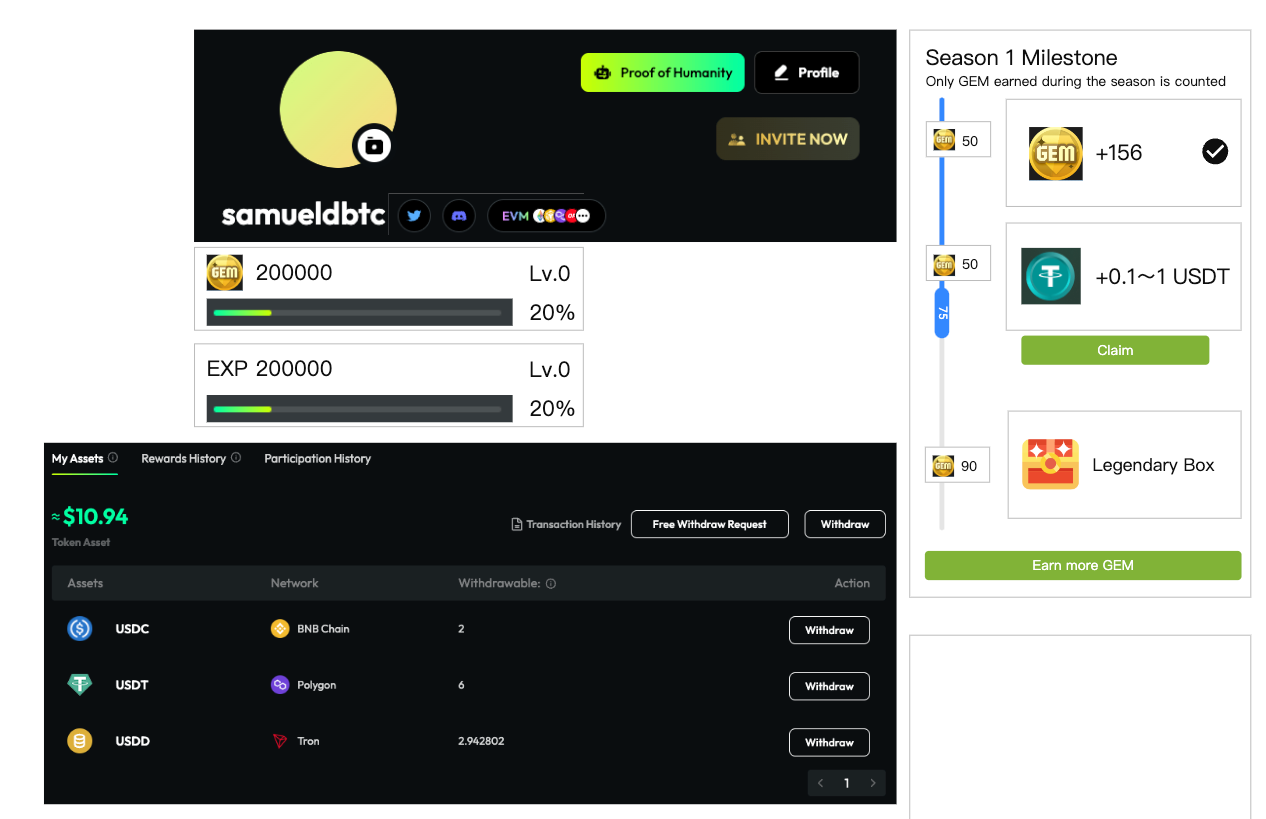 Proof of Humanity
Profile
INVITE NOW
samueldbtc
EVM
GEM 200000 Lv.0
20%
EXP 200000 Lv.0
20%
My Assets Rewards History Participation History
≈$10.94
Token Asset
Transaction History Free Withdraw Request Withdraw
Assets Network Withdrawable: Action
USDC BNB Chain 2 Withdraw
USDT Polygon 6 Withdraw
USDD Tron 2.942802 Withdraw
< 1 >
Season 1 Milestone
Only GEM earned during the season is counted
GEM 50
GEM +156
GEM 50
+0.1～1 USDT
75
Claim
GEM 90
Legendary Box
Earn more GEM